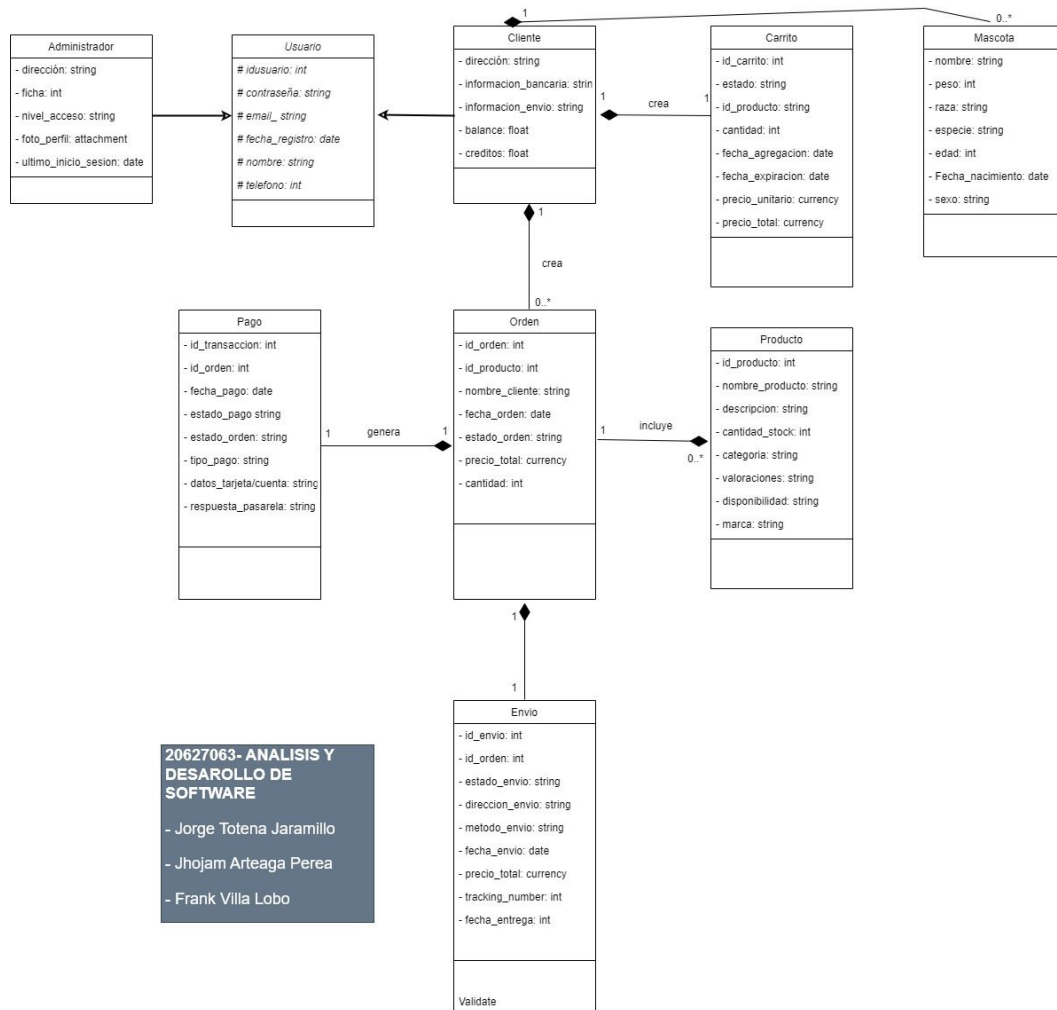 1
0..*
Administrador
- dirección: string
- ficha: int
- nivel_acceso: string
- foto_perfil: attachment
- ultimo_inicio_sesion: date
Usuario
# idusuario: int
# contraseña: string
# email_ string
# fecha_registro: date
# nombre: string
# telefono: int
Cliente
- dirección: string
- informacion_bancaria: strin
- informacion_envio: string
- balance: float
- creditos: float
1
crea
1
Carrito
- id_carrito: int
- estado: string
- id_producto: string
- cantidad: int
- fecha_agregacion: date
- fecha_expiracion: date
- precio_unitario: currency
- precio_total: currency
Mascota
- nombre: string
- peso: int
- raza: string
- especie: string
- edad: int
- Fecha_nacimiento: date
- sexo: string
1
crea
0..*
Pago
- id_transaccion: int
- id_orden: int
- fecha_pago: date
- estado_pago string
- estado_orden: string
- tipo_pago: string
- datos_tarjeta/cuenta: string
- respuesta_pasarela: string
1
genera
1
Orden
- id_orden: int
- id_producto: int
- nombre_cliente: string
- fecha_orden: date
- estado_orden: string
- precio_total: currency
- cantidad: int
1
incluye
0..*
Producto
- id_producto: int
- nombre_producto: string
- descripcion: string
- cantidad_stock: int
- categoria: string
- valoraciones: string
- disponibilidad: string
- marca: string
1
1
Envio
- id_envio: int
- id_orden: int
- estado_envio: string
- direccion_envio: string
- metodo_envio: string
- fecha_envio: date
- precio_total: currency
- tracking_number: int
- fecha_entrega: int
Validate
20627063- ANALISIS Y
DESAROLLO DE
SOFTWARE
- Jorge Totena Jaramillo
- Jhojam Arteaga Perea
- Frank Villa Lobo